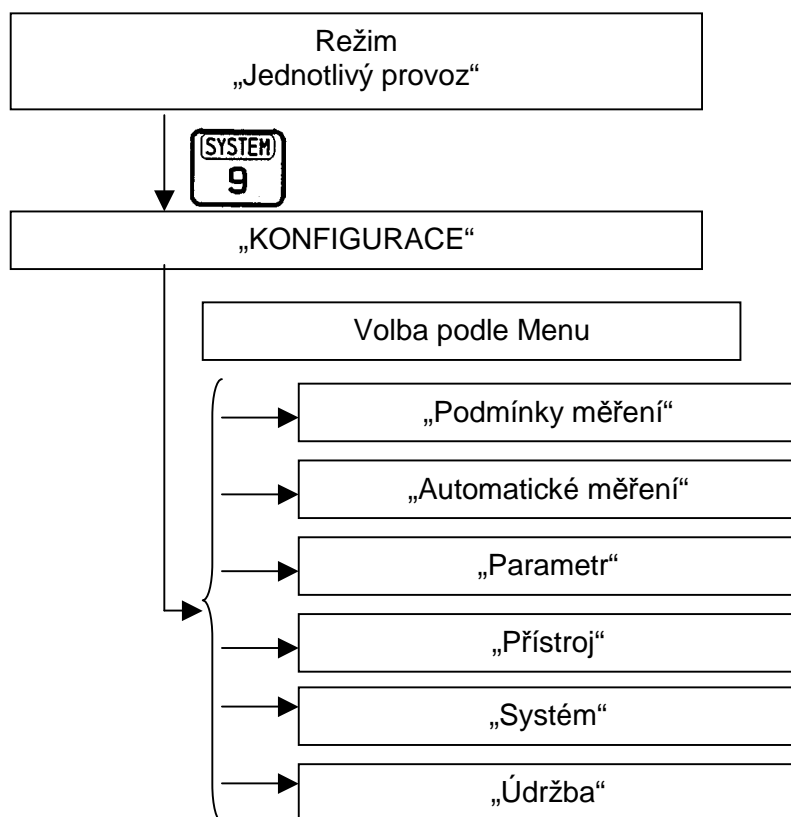 Režim
„Jednotlivý provoz“
SYSTEM
9
„KONFIGURACE“
Volba podle Menu
„Podmínky měření“
„Automatické měření“
„Parametr“
„Přístroj“
„Systém“
„Údržba“